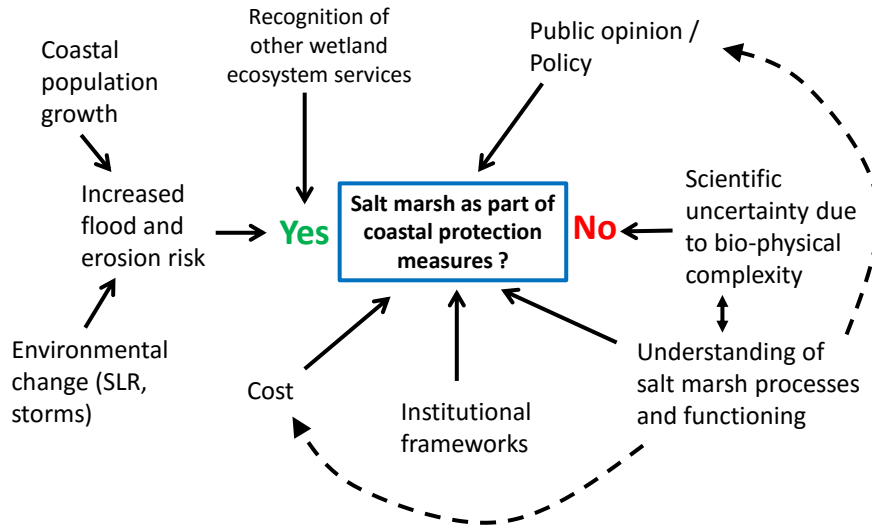 Recognition of
other wetland
ecosystem services
Public opinion /
Policy
Coastal
population
growth
Increased
flood and
erosion risk
Yes
Salt marsh as part of
coastal protection
measures ?
No
Scientific
uncertainty due
to bio-physical
complexity
Environmental
change (SLR,
storms)
Cost
Institutional
frameworks
Understanding of
salt marsh processes
and functioning